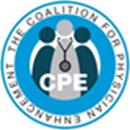 THE COALITION FOR PHYSICIAN ENHANCEMENT
CPE